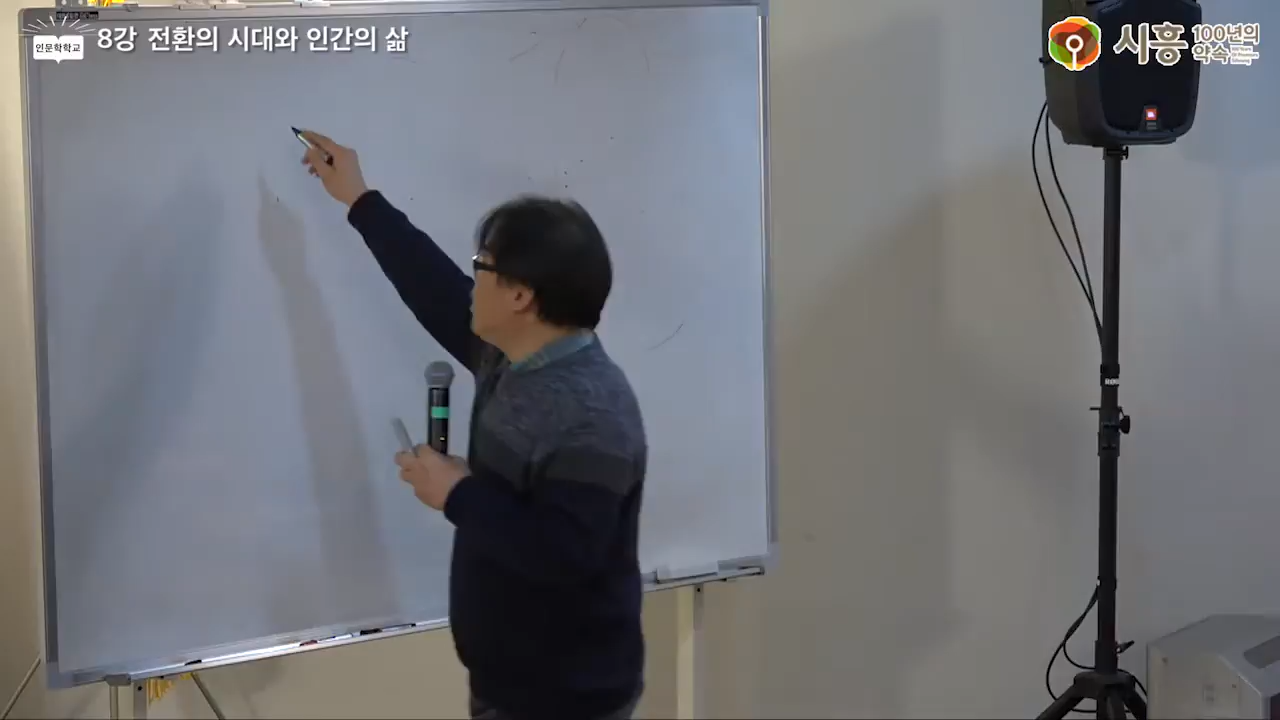 인문학학교
8강 전환의 시대와 인간의 삶
시흥
100년의
약속